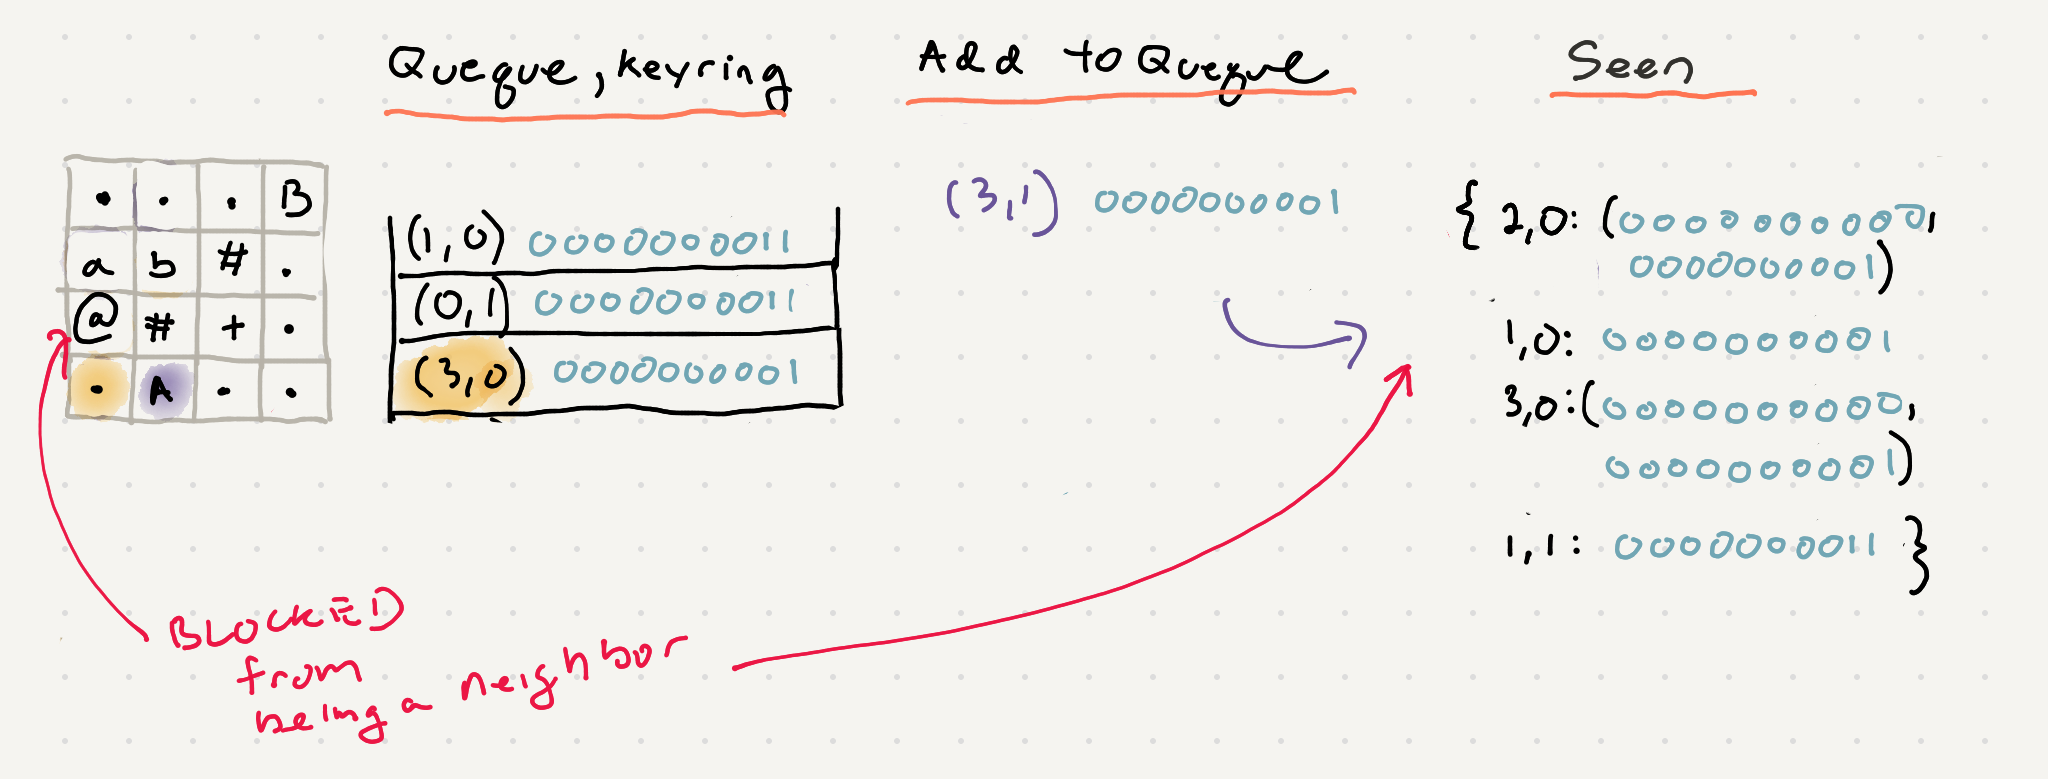 Queque, keyring
Add to Queque
Seen
. . . B
a b # .
@ # + .
. A . .
(1,0) 0000000011
(0,1) 0000000011
(3,0) 0000000001
(3,1) 0000000001
{ 2,0: (0000000000,
0000000001)
1,0: 0000000001
3,0: (0000000000,
0000000001)
1,1: 0000000011 }
BLOCKED
from
being a neighbor